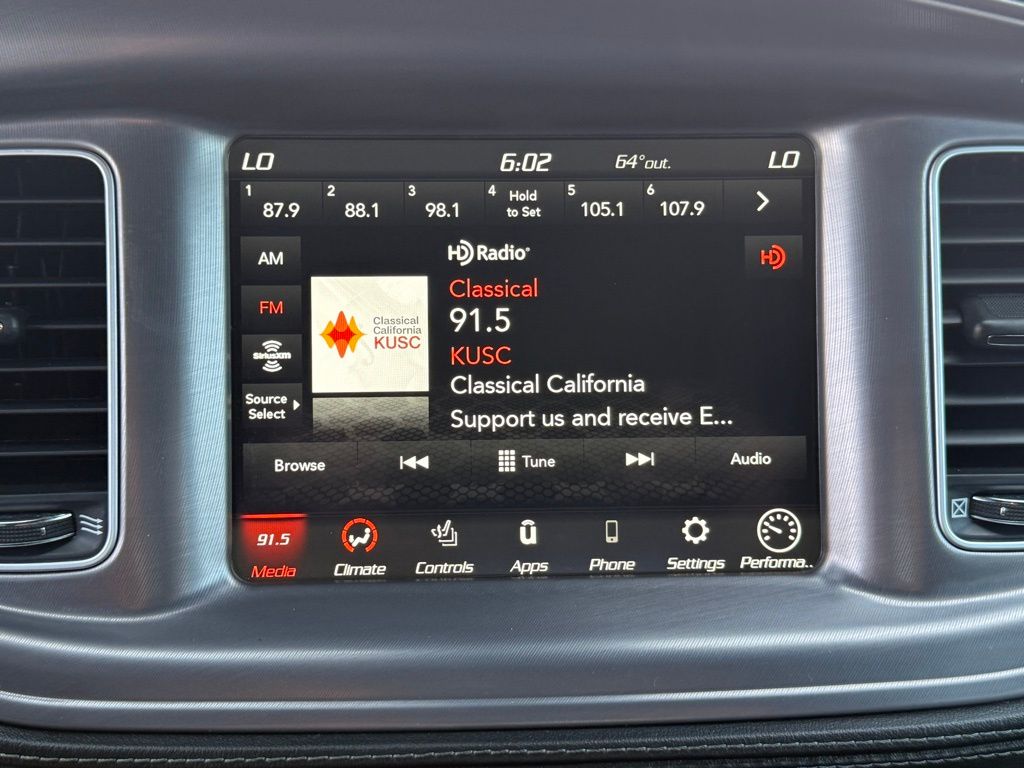 LO 6:02 64°out. LO
1 87.9 2 88.1 3 98.1 4 Hold to Set 5 105.1 6 107.9
HD Radio
AM
HD
Classical
FM
91.5
Classical
California
KUSC
KUSC
SiriusXM
Classical California
Source
Select
Support us and receive E...
Browse Tune Audio
91.5
Media Climate Controls Apps Phone Settings Performa..